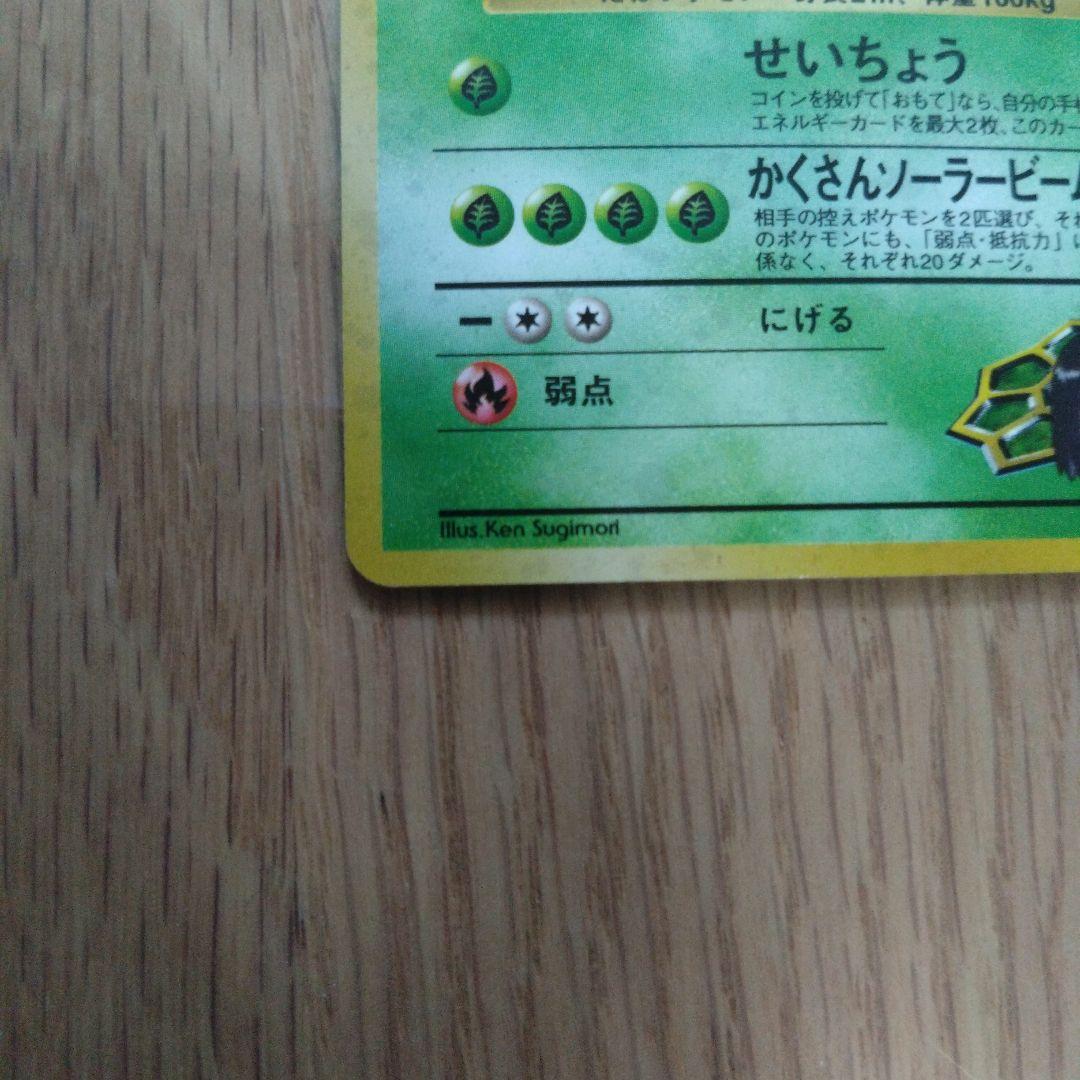 せいちょう
コインを投げて「おもて」なら、自分の手
エネルギーカードを最大2枚、このカー
かくさんソーラービーム
相手の控えポケモンを2匹選び、それ
のポケモンにも、「弱点・抵抗力」
係なく、それぞれ20ダメージ。
にげる
弱点
Illus.Ken Sugimori